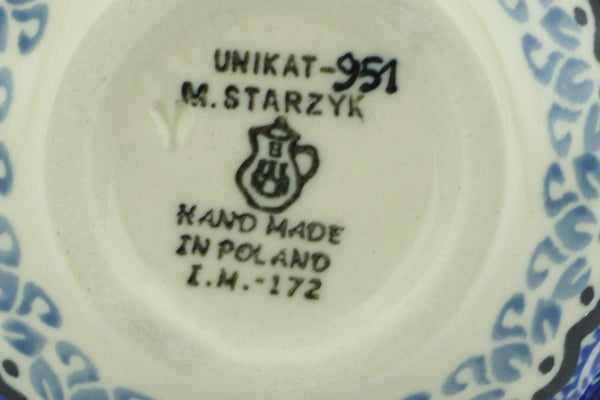 UNIKAT-951
M. STARZYK
HAND MADE
IN POLAND
I.M.-172